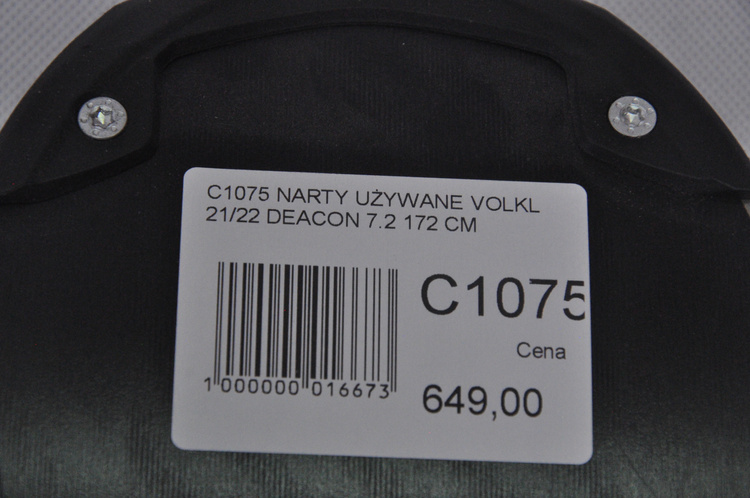 C1075 NARTY UŻYWANE VOLKL
21/22 DEACON 7.2 172 CM
C1075
Cena
1 000000 016673
649,00